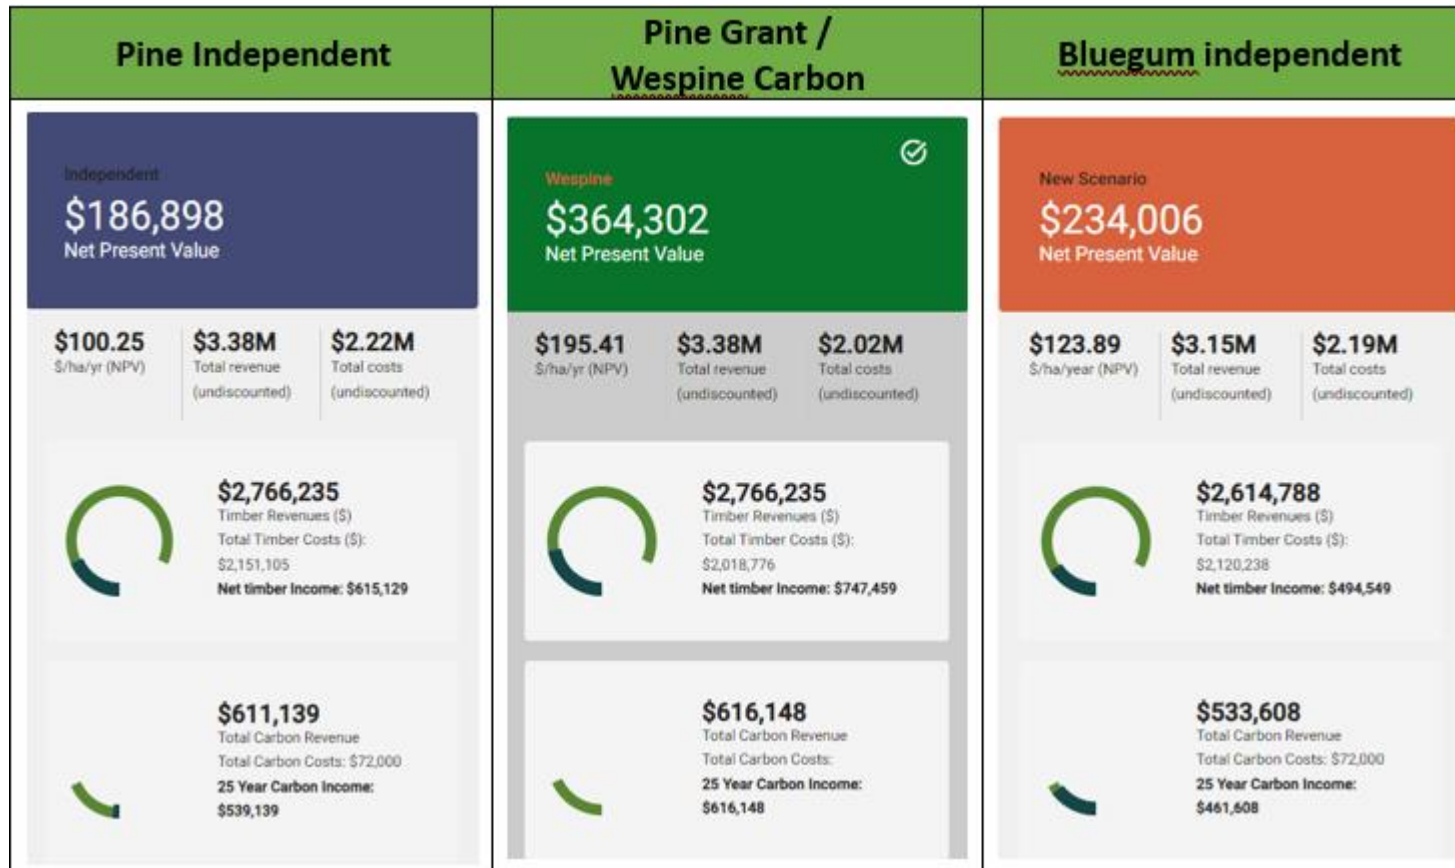 Pine Independent
Pine Grant /
Wespine Carbon
Bluegum independent
Independent
$186,898
Net Present Value
$100.25
$/ha/yr (NPV)
$3.38M
Total revenue
(undiscounted)
$2.22M
Total costs
(undiscounted)
$2,766,235
Timber Revenues ($)
Total Timber Costs ($):
$2,151,105
Net timber Income: $615,129
$611,139
Total Carbon Revenue
Total Carbon Costs: $72,000
25 Year Carbon Income:
$539,139
Wespine
$364,302
Net Present Value
$195.41
$/ha/yr (NPV)
$3.38M
Total revenue
(undiscounted)
$2.02M
Total costs
(undiscounted)
$2,766,235
Timber Revenues ($)
Total Timber Costs ($):
$2,018,776
Net timber Income: $747,459
$616,148
Total Carbon Revenue
Total Carbon Costs:
25 Year Carbon Income:
$616,148
New Scenario
$234,006
Net Present Value
$123.89
$/ha/year (NPV)
$3.15M
Total revenue
(undiscounted)
$2.19M
Total costs
(undiscounted)
$2,614,788
Timber Revenues ($)
Total Timber Costs ($):
$2,120,238
Net timber Income: $494,549
$533,608
Total Carbon Revenue
Total Carbon Costs: $72,000
25 Year Carbon Income:
$461,608